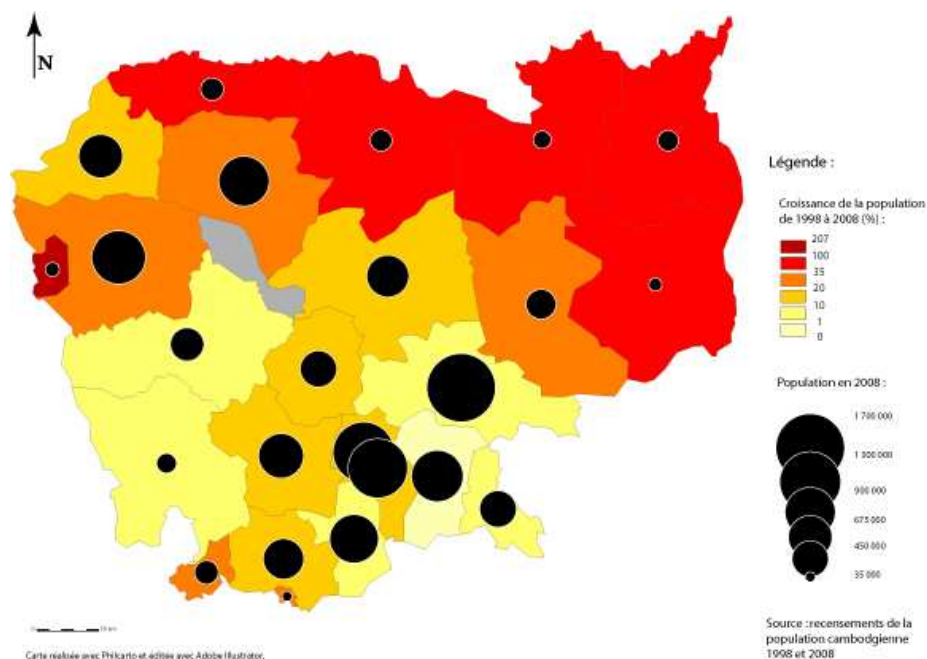 N
Légende :
Croissance de la population
de 1998 à 2008 (%) :
207
100
35
20
10
1
0
Population en 2008 :
1 700 000
1 300 000
900 000
675 000
450 000
35 000
Source : recensements de la
population cambodgienne
1998 et 2008
Carte réalisée avec Philcarto et éditée avec Adobe Illustrator.